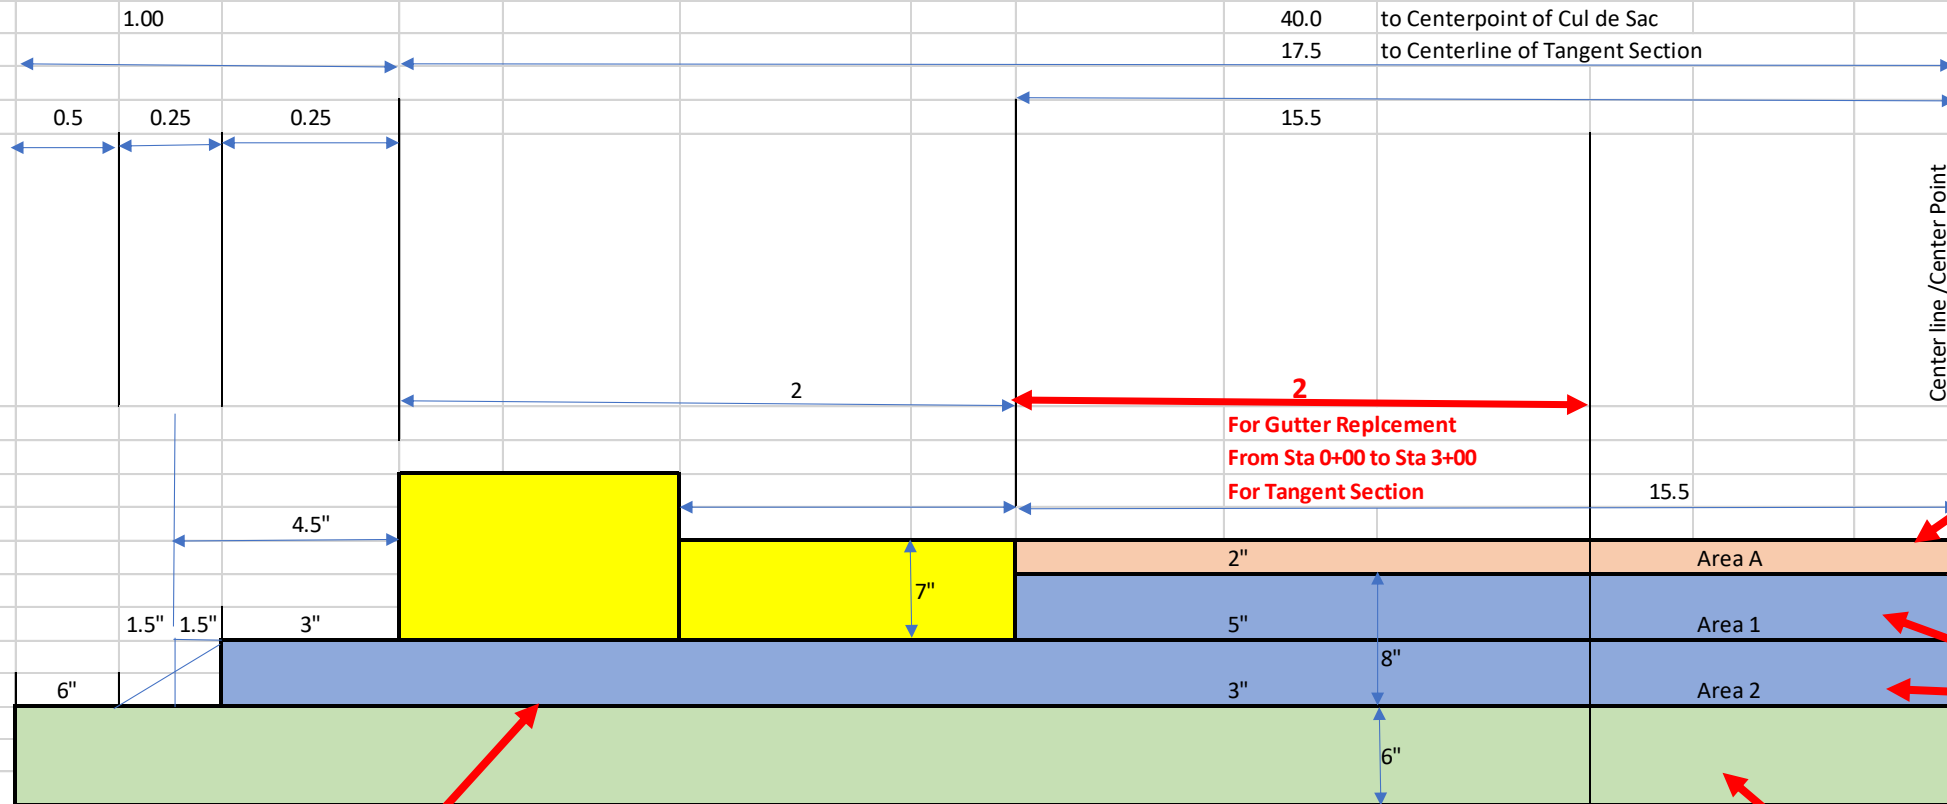 1.00
40.0 to Centerpoint of Cul de Sac
17.5 to Centerline of Tangent Section
0.5 0.25 0.25 15.5
Center line /Center Point
2 2
For Gutter Replcement
From Sta 0+00 to Sta 3+00
For Tangent Section 15.5
4.5"
2" Area A
7"
1.5" 1.5" 3" 5" Area 1
8"
6" 3" Area 2
6"